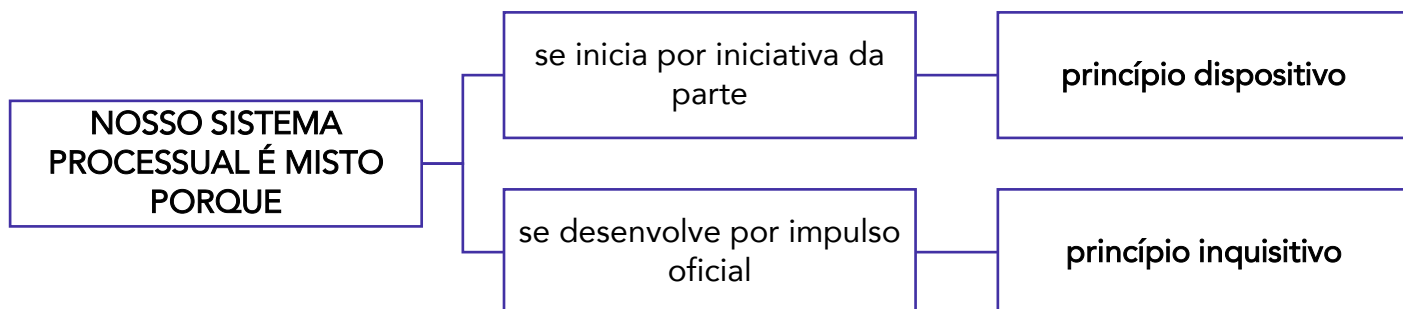 NOSSO SISTEMA
PROCESSUAL É MISTO
PORQUE
se inicia por iniciativa da
parte
princípio dispositivo
se desenvolve por impulso
oficial
princípio inquisitivo